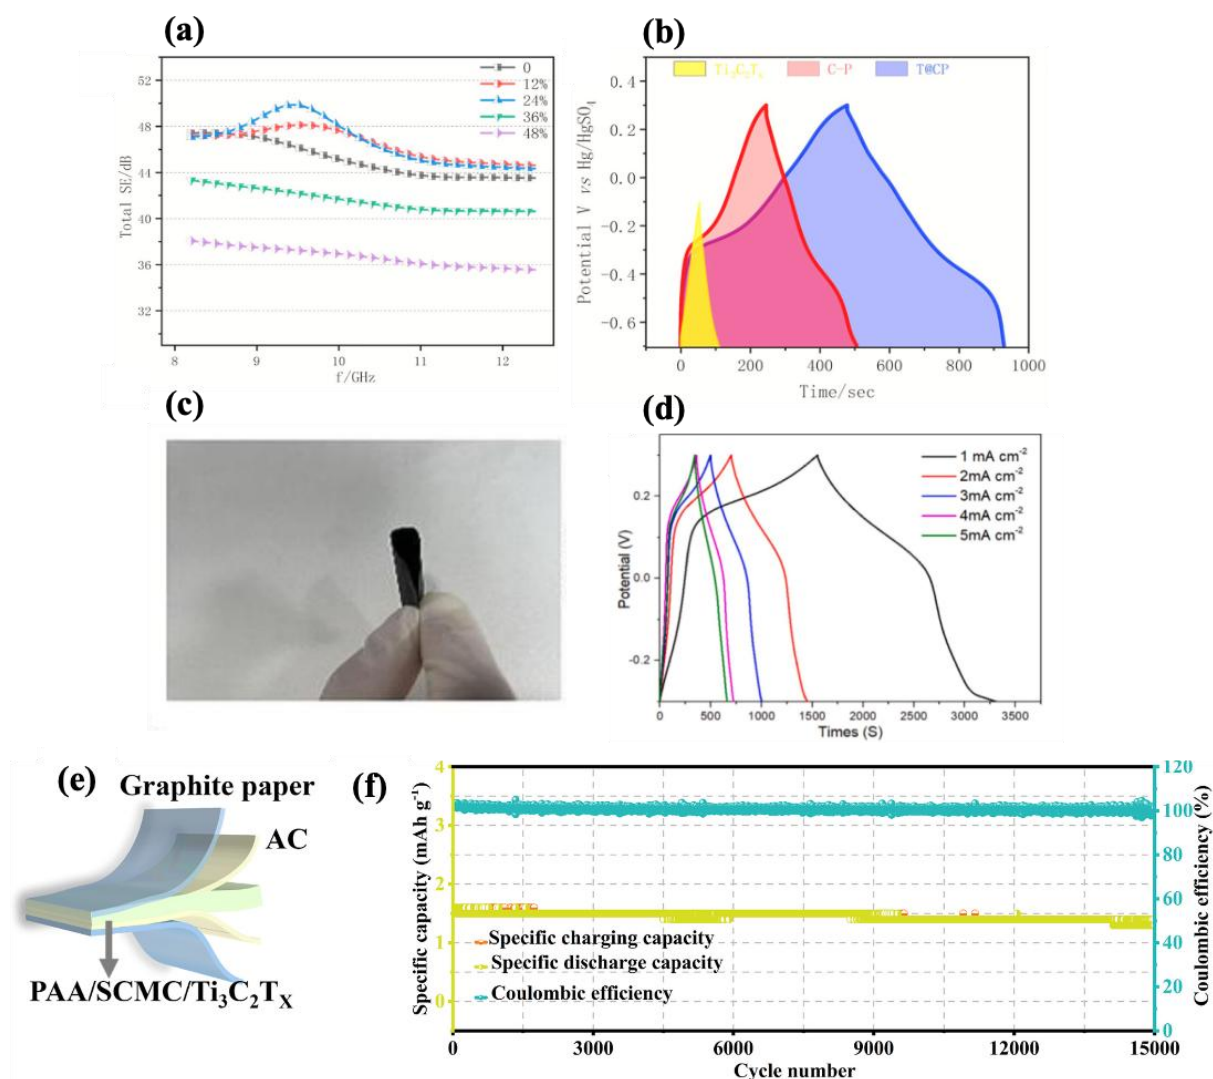 (a)
52
48
44
40
36
32
Total SE/dB
0
12%
24%
36%
48%
8
9
10
11
12
f/GHz
(b)
Ti3C2Tx
C-P
T@CP
0.4
0.2
0.0
-0.2
-0.4
-0.6
Potential V vs Hg/HgSO4
0
200
400
600
800
1000
Time/sec
(c)
(d)
1 mA cm-2
2mA cm-2
3mA cm-2
4mA cm-2
5mA cm-2
0.2
0.0
-0.2
Potential (V)
0
500
1000
1500
2000
2500
3000
3500
Times (S)
(e)
Graphite paper
AC
PAA/SCMC/Ti3C2TX
(f)
4
3
2
1
0
Specific capacity (mAh g-1)
Specific charging capacity
Specific discharge capacity
Coulombic efficiency
120
100
80
60
40
20
0
Coulombic efficiency (%)
0
3000
6000
9000
12000
15000
Cycle number